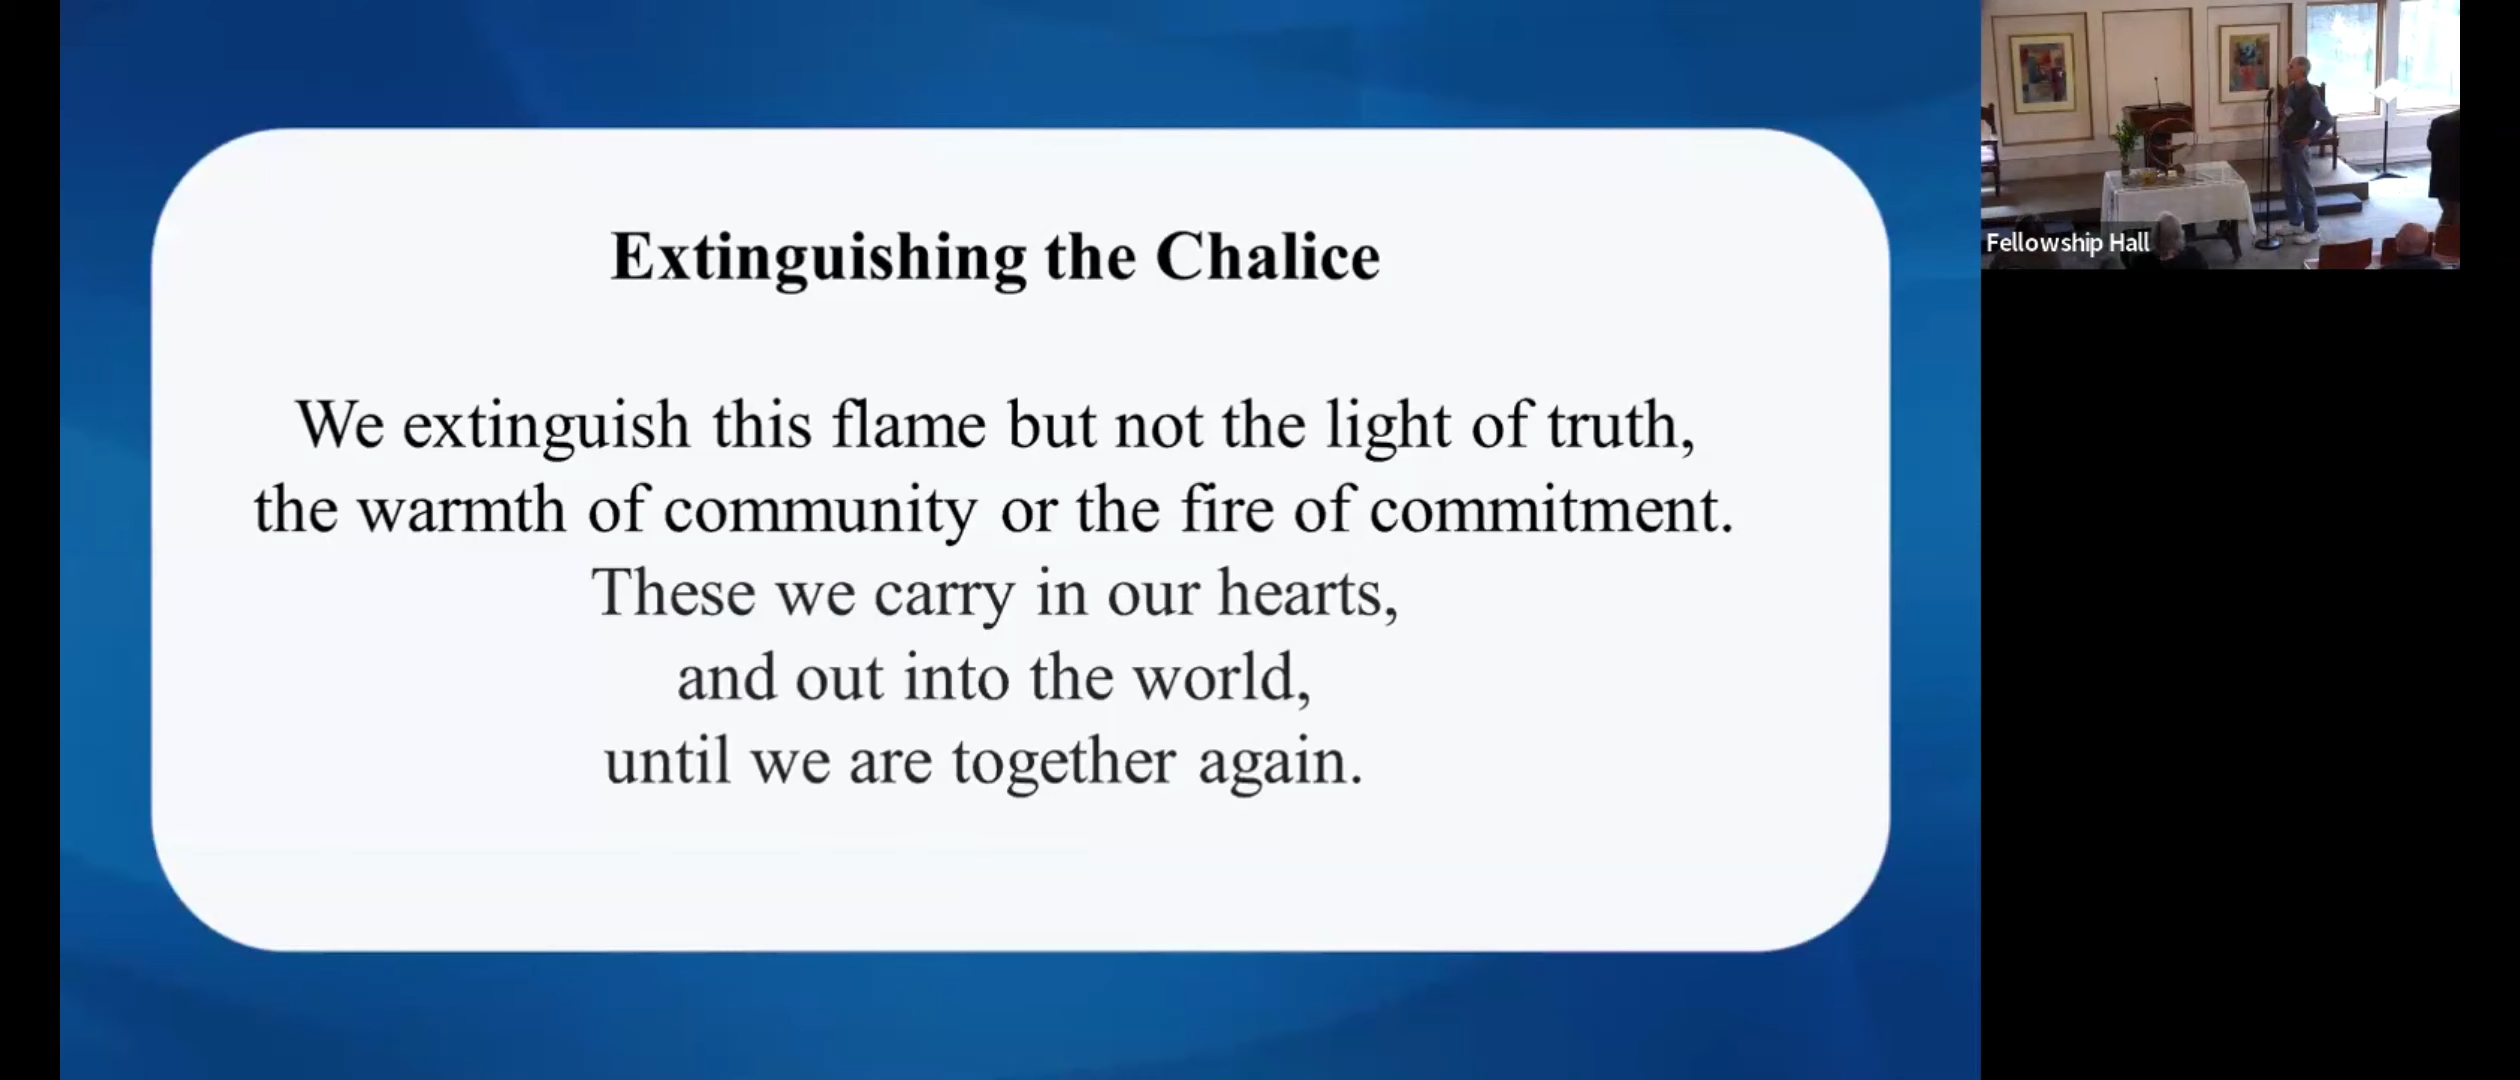 Extinguishing the Chalice
We extinguish this flame but not the light of truth,
the warmth of community or the fire of commitment.
These we carry in our hearts,
and out into the world,
until we are together again.
Fellowship Hall